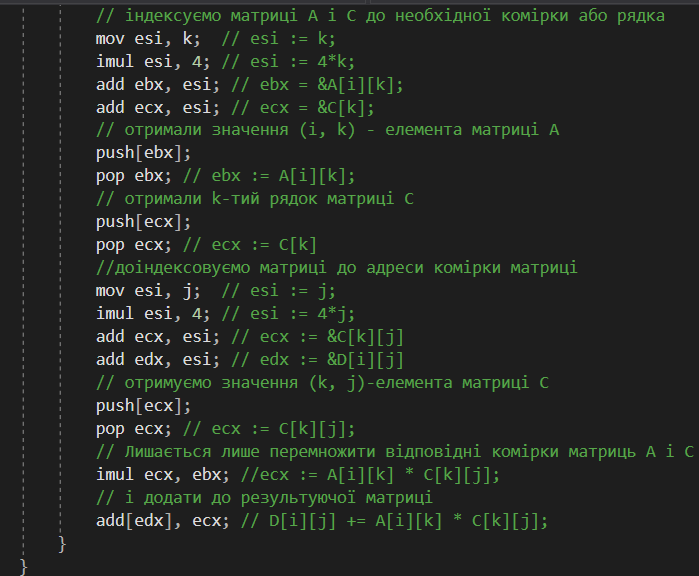 // індексуємо матриці A і C до необхідної комірки або рядка
mov esi, k;  // esi := k;
imul esi, 4; // esi := 4*k;
add ebx, esi; // ebx = &A[i][k];
add ecx, esi; // ecx = &C[k];
// отримали значення (i, k) - елемента матриці A
push[ebx];
pop ebx; // ebx := A[i][k];
// отримали k-тий рядок матриці C
push[ecx];
pop ecx; // ecx := C[k]
//доіндексовуємо матриці до адреси комірки матриці
mov esi, j;  // esi := j;
imul esi, 4; // esi := 4*j;
add ecx, esi; // ecx := &C[k][j]
add edx, esi; // edx := &D[i][j]
// отримуємо значення (k, j)-елемента матриці C
push[ecx];
pop ecx; // ecx := C[k][j];
// Лишається лише перемножити відповідні комірки матриць A і C
imul ecx, ebx; //ecx := A[i][k] * C[k][j];
// і додати до результуючої матриці
add[edx], ecx; // D[i][j] += A[i][k] * C[k][j];
}
}